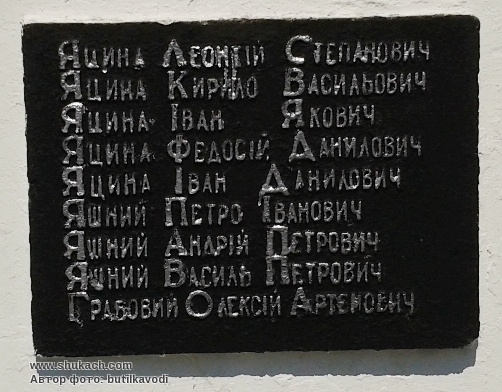 Яцина Леонтій Степанович
Яцина Кирило Васильович
Яцина Іван Якович
Яцина Федосій Данилович
Яцина Іван Данилович
Яшний Петро Іванович
Яшний Андрій Петрович
Яшний Василь Петрович
Грабовий Олексій Артемович
www.shukach.com
Автор фото: butilkavodi